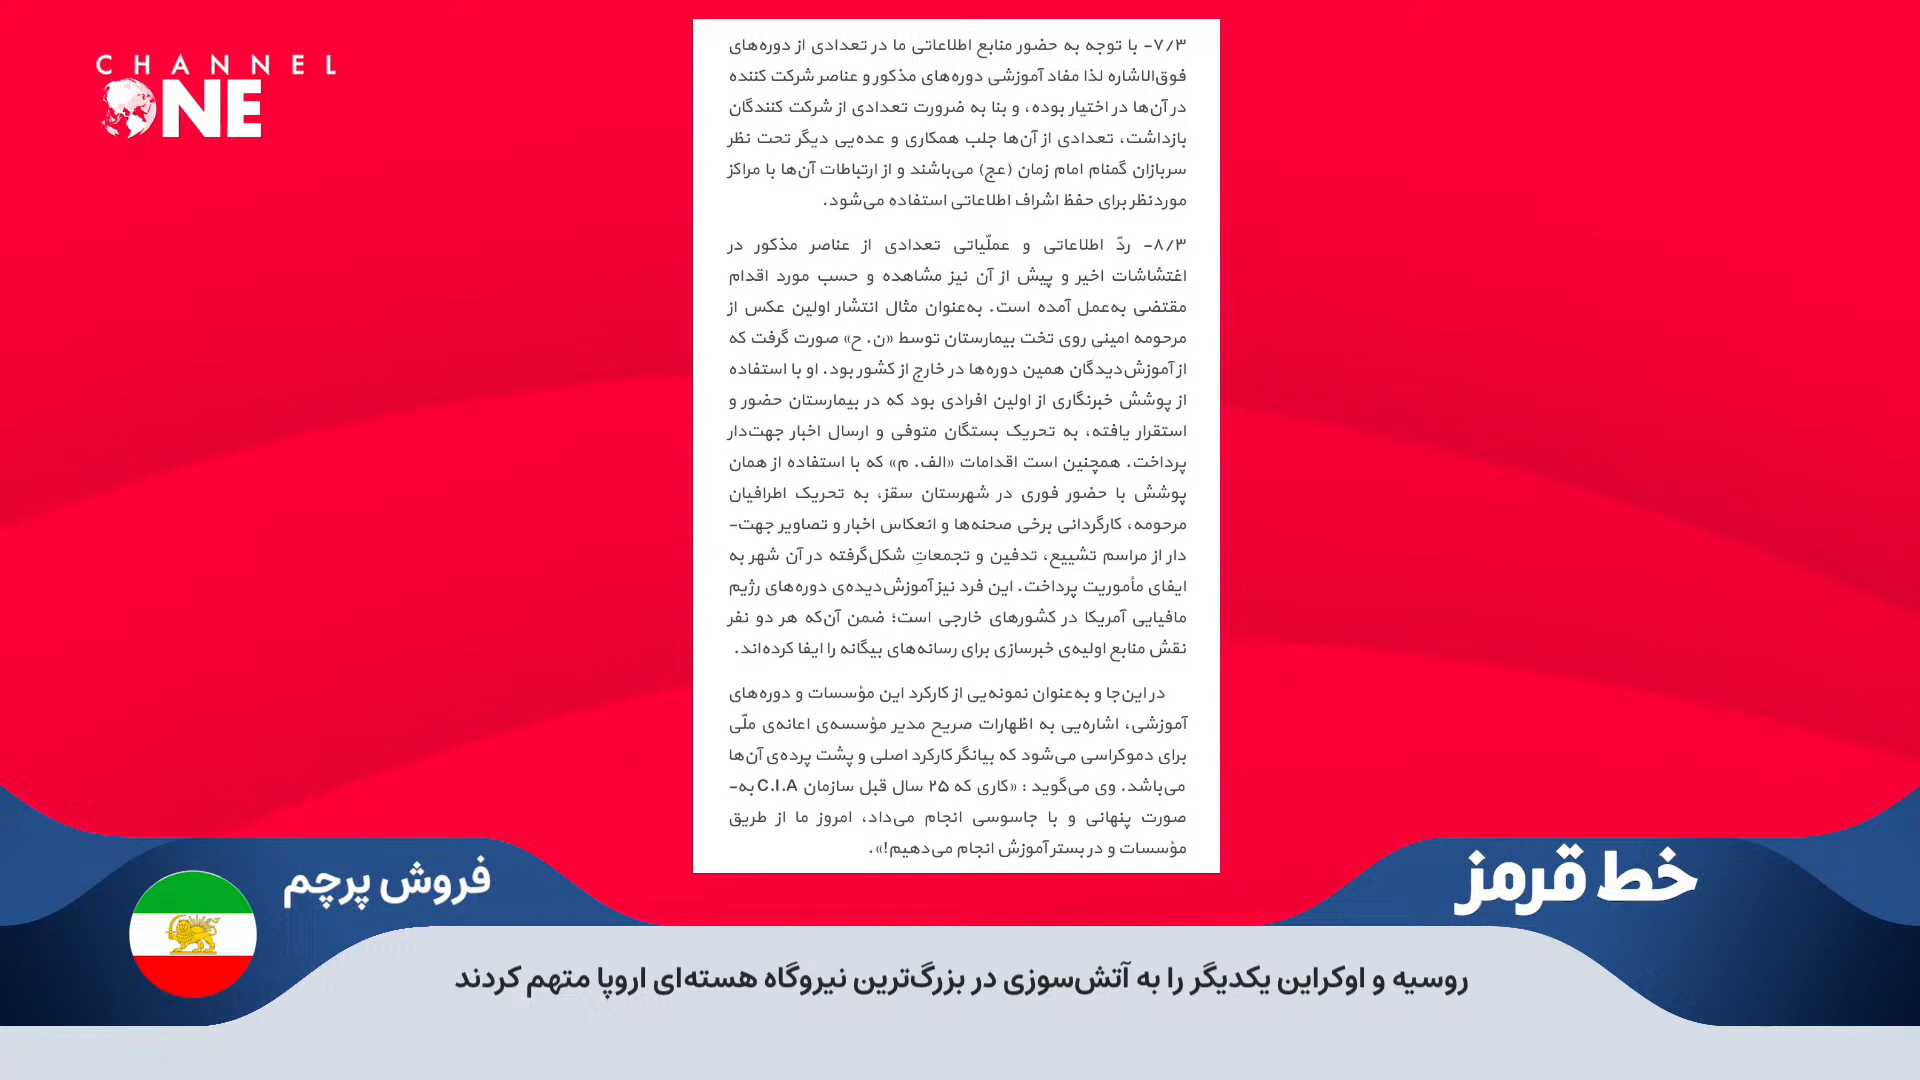 CHANNEL
ONE
۷/۳- با توجه به حضور منابع اطلاعاتی ما در تعدادی از دوره‌های
فوق‌الاشاره لذا مفاد آموزشی دوره‌های مذکور و عناصر شرکت کننده
در آن‌ها در اختیار بوده، و بنا به ضرورت تعدادی از شرکت کنندگان
بازداشت، تعدادی از آن‌ها جلب همکاری و عده‌یی دیگر تحت نظر
سربازان گمنام امام زمان (عج) می‌باشند و از ارتباطات آن‌ها با مراکز
موردنظر برای حفظ اشراف اطلاعاتی استفاده می‌شود.
۸/۳- ردّ اطلاعاتی و عملّیاتی تعدادی از عناصر مذکور در
اغتشاشات اخیر و پیش از آن نیز مشاهده و حسب مورد اقدام
مقتضی به‌عمل آمده است. به‌عنوان مثال انتشار اولین عکس از
مرحومه امینی روی تخت بیمارستان توسط «ن. ح» صورت گرفت که
از آموزش‌دیدگان همین دوره‌ها در خارج از کشور بود. او با استفاده
از پوشش خبرنگاری از اولین افرادی بود که در بیمارستان حضور و
استقرار یافته، به تحریک بستگان متوفی و ارسال اخبار جهت‌دار
پرداخت. همچنین است اقدامات «الف. م» که با استفاده از همان
پوشش با حضور فوری در شهرستان سقز، به تحریک اطرافیان
مرحومه، کارگردانی برخی صحنه‌ها و انعکاس اخبار و تصاویر جهت-
دار از مراسم تشییع، تدفین و تجمعاتِ شکل‌گرفته در آن شهر به
ایفای مأموریت پرداخت. این فرد نیز آموزش‌دیده‌ی دوره‌های رژیم
مافیایی آمریکا در کشورهای خارجی است؛ ضمن آن‌که هر دو نفر
نقش منابع اولیه‌ی خبرسازی برای رسانه‌های بیگانه را ایفا کرده‌اند.
در این‌جا و به‌عنوان نمونه‌یی از کارکرد این مؤسسات و دوره‌های
آموزشی، اشاره‌یی به اظهارات صریح مدیر مؤسسه‌ی اعانه‌ی ملّی
برای دموکراسی می‌شود که بیانگر کارکرد اصلی و پشت پرده‌ی آن‌ها
می‌باشد. وی می‌گوید : «کاری که ۲۵ سال قبل سازمان C.I.A به-
صورت پنهانی و با جاسوسی انجام می‌داد، امروز ما از طریق
مؤسسات و در بستر آموزش انجام می‌دهیم!».
خط قرمز
فروش پرچم
روسیه و اوکراین یکدیگر را به آتش‌سوزی در بزرگ‌ترین نیروگاه هسته‌ای اروپا متهم کردند